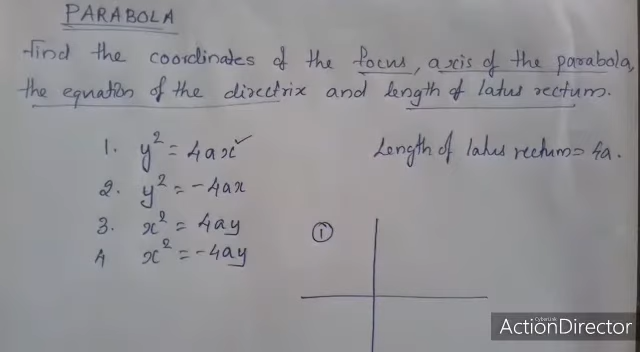 PARABOLA
Find the coordinates of the focus, axis of the parabola,
the equation of the directrix and length of latus rectum.
1. y² = 4ax ✓
Length of latus rectum = 4a.
2. y² = -4ax
3. x² = 4ay
4 x² = -4ay
①
CyberLink
ActionDirector